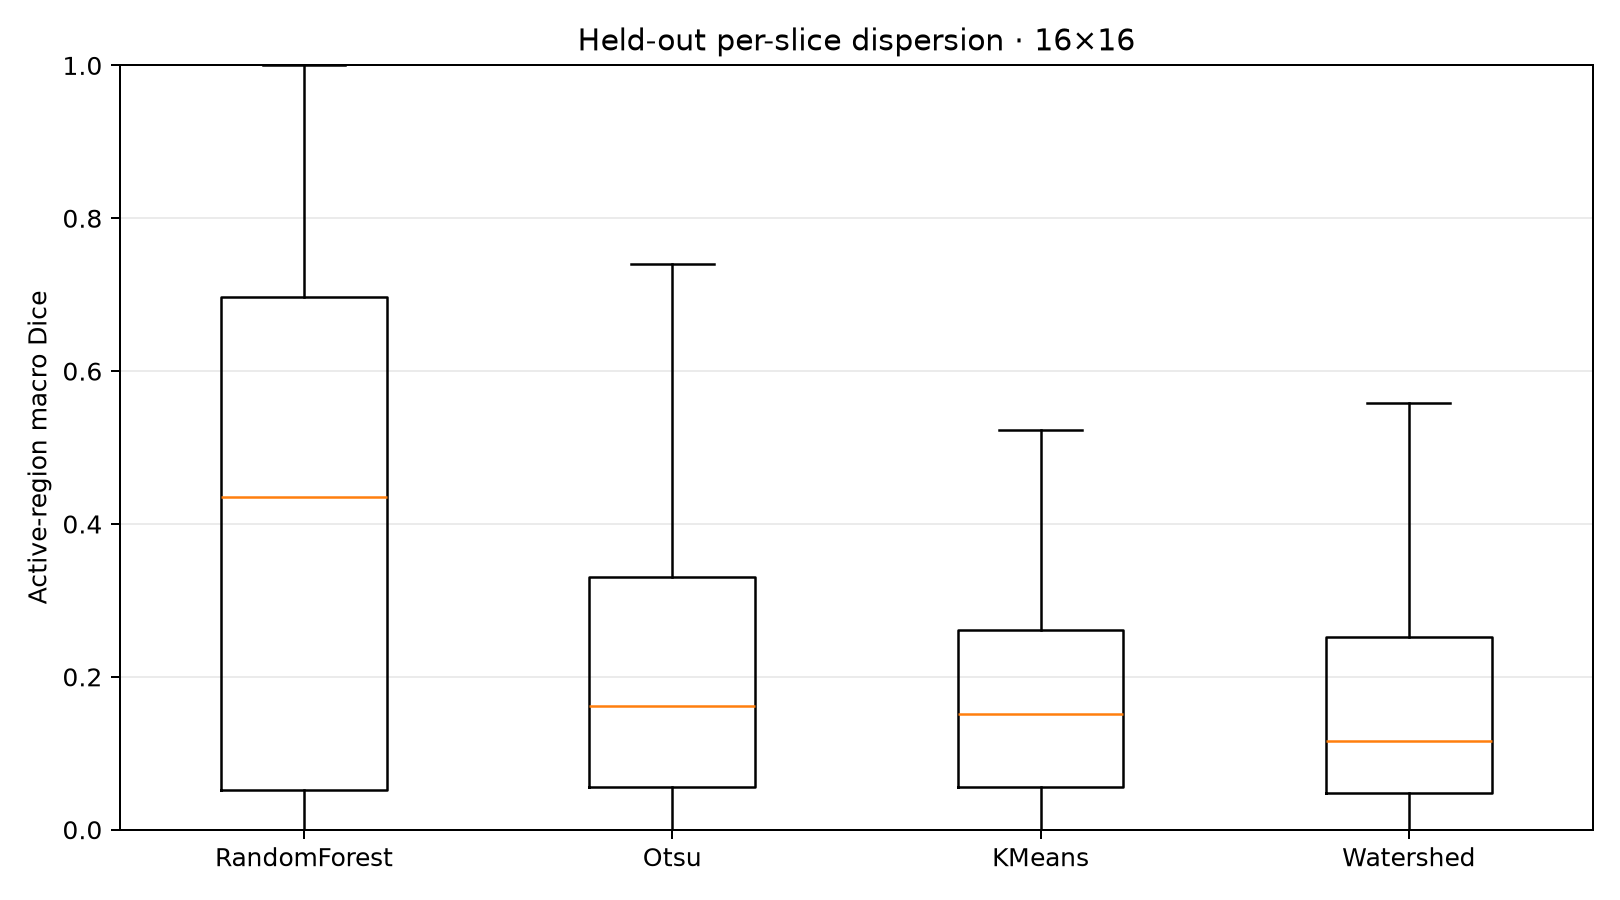 Held-out per-slice dispersion · 16×16
Active-region macro Dice
1.0
0.8
0.6
0.4
0.2
0.0
RandomForest
Otsu
KMeans
Watershed